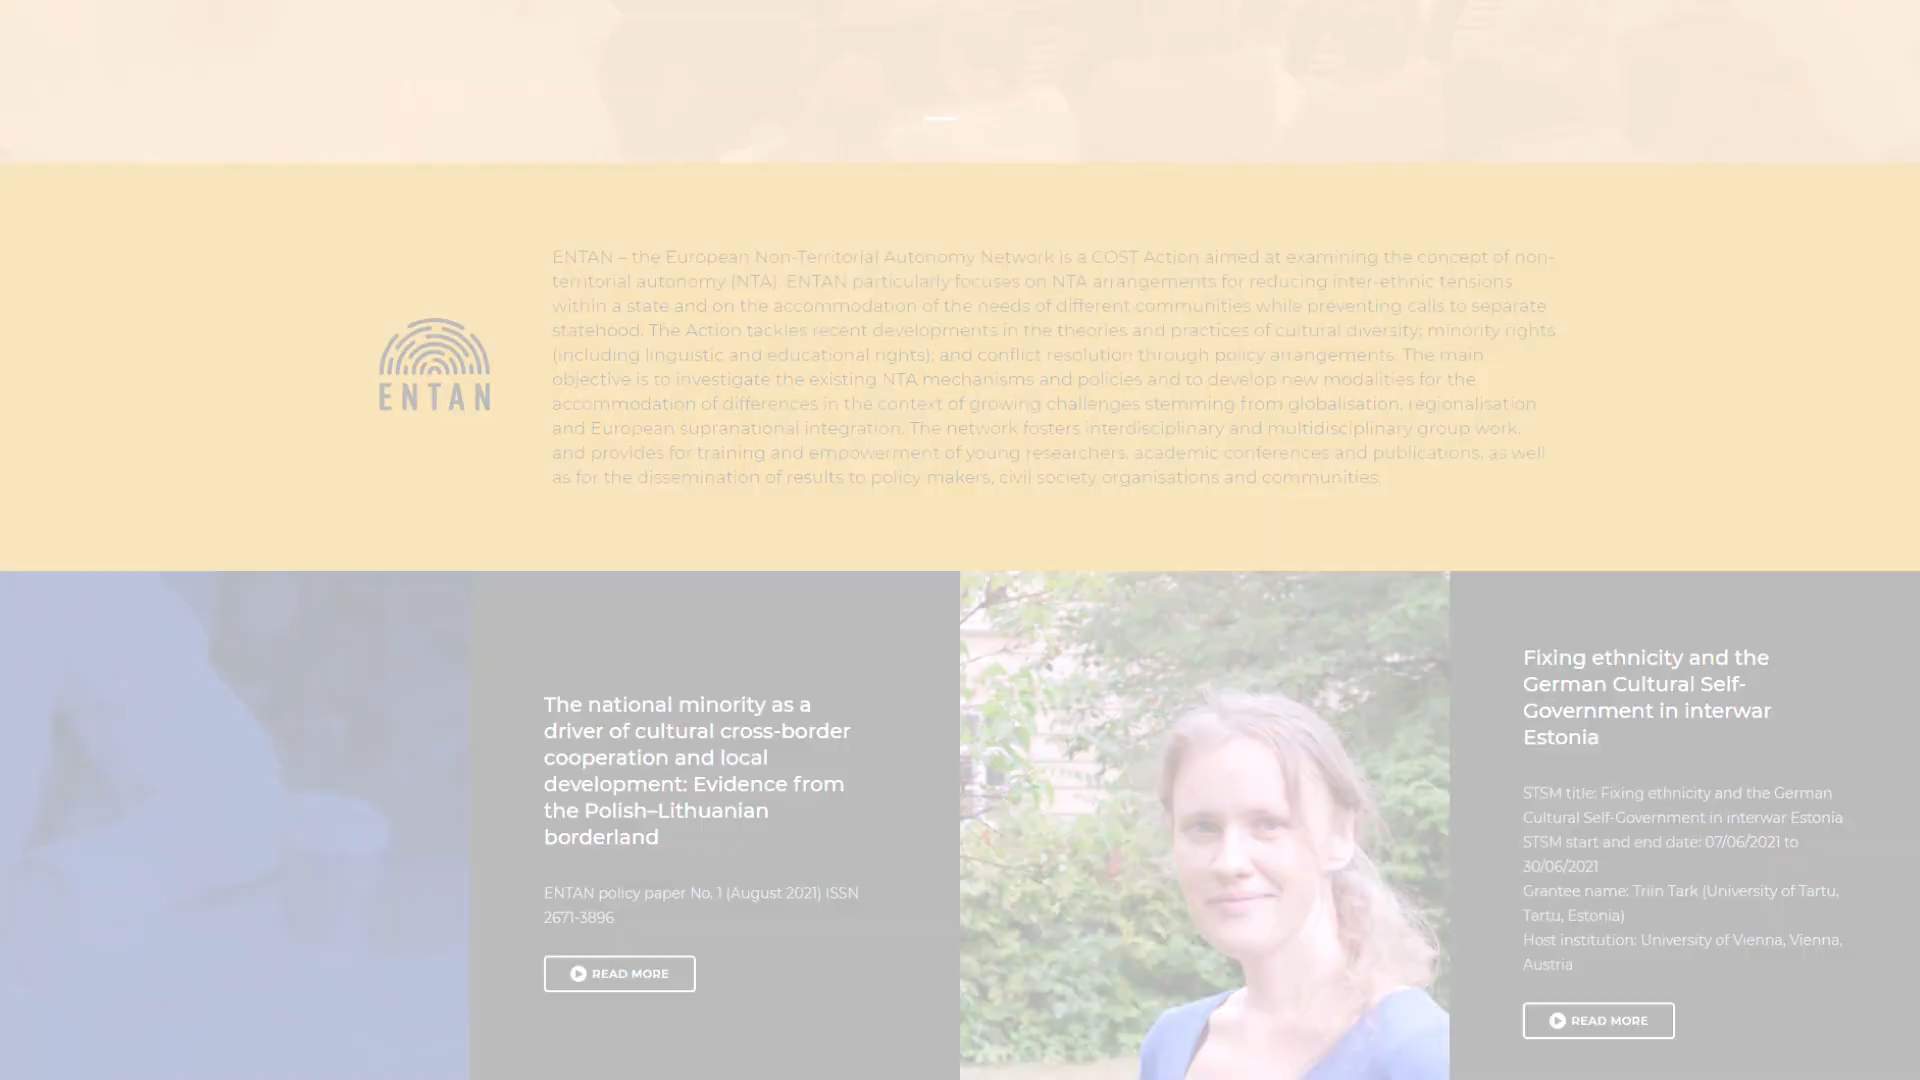 ENTAN – the European Non-Territorial Autonomy Network is a COST Action aimed at examining the concept of non-
territorial autonomy (NTA). ENTAN particularly focuses on NTA arrangements for reducing inter-ethnic tensions
within a state and on the accommodation of the needs of different communities while preventing calls to separate
statehood. The Action tackles recent developments in the theories and practices of cultural diversity; minority rights
(including linguistic and educational rights); and conflict resolution through policy arrangements. The main
objective is to investigate the existing NTA mechanisms and policies and to develop new modalities for the
accommodation of differences in the context of growing challenges stemming from globalisation, regionalisation
and European supranational integration. The network fosters interdisciplinary and multidisciplinary group work,
and provides for training and empowerment of young researchers, academic conferences and publications, as well
as for the dissemination of results to policy makers, civil society organisations and communities.
ENTAN
The national minority as a
driver of cultural cross-border
cooperation and local
development: Evidence from
the Polish–Lithuanian
borderland
ENTAN policy paper No. 1 (August 2021) ISSN
2671-3896
READ MORE
Fixing ethnicity and the
German Cultural Self-
Government in interwar
Estonia
STSM title: Fixing ethnicity and the German
Cultural Self-Government in interwar Estonia
STSM start and end date: 07/06/2021 to
30/06/2021
Grantee name: Triin Tark (University of Tartu,
Tartu, Estonia)
Host institution: University of Vienna, Vienna,
Austria
READ MORE